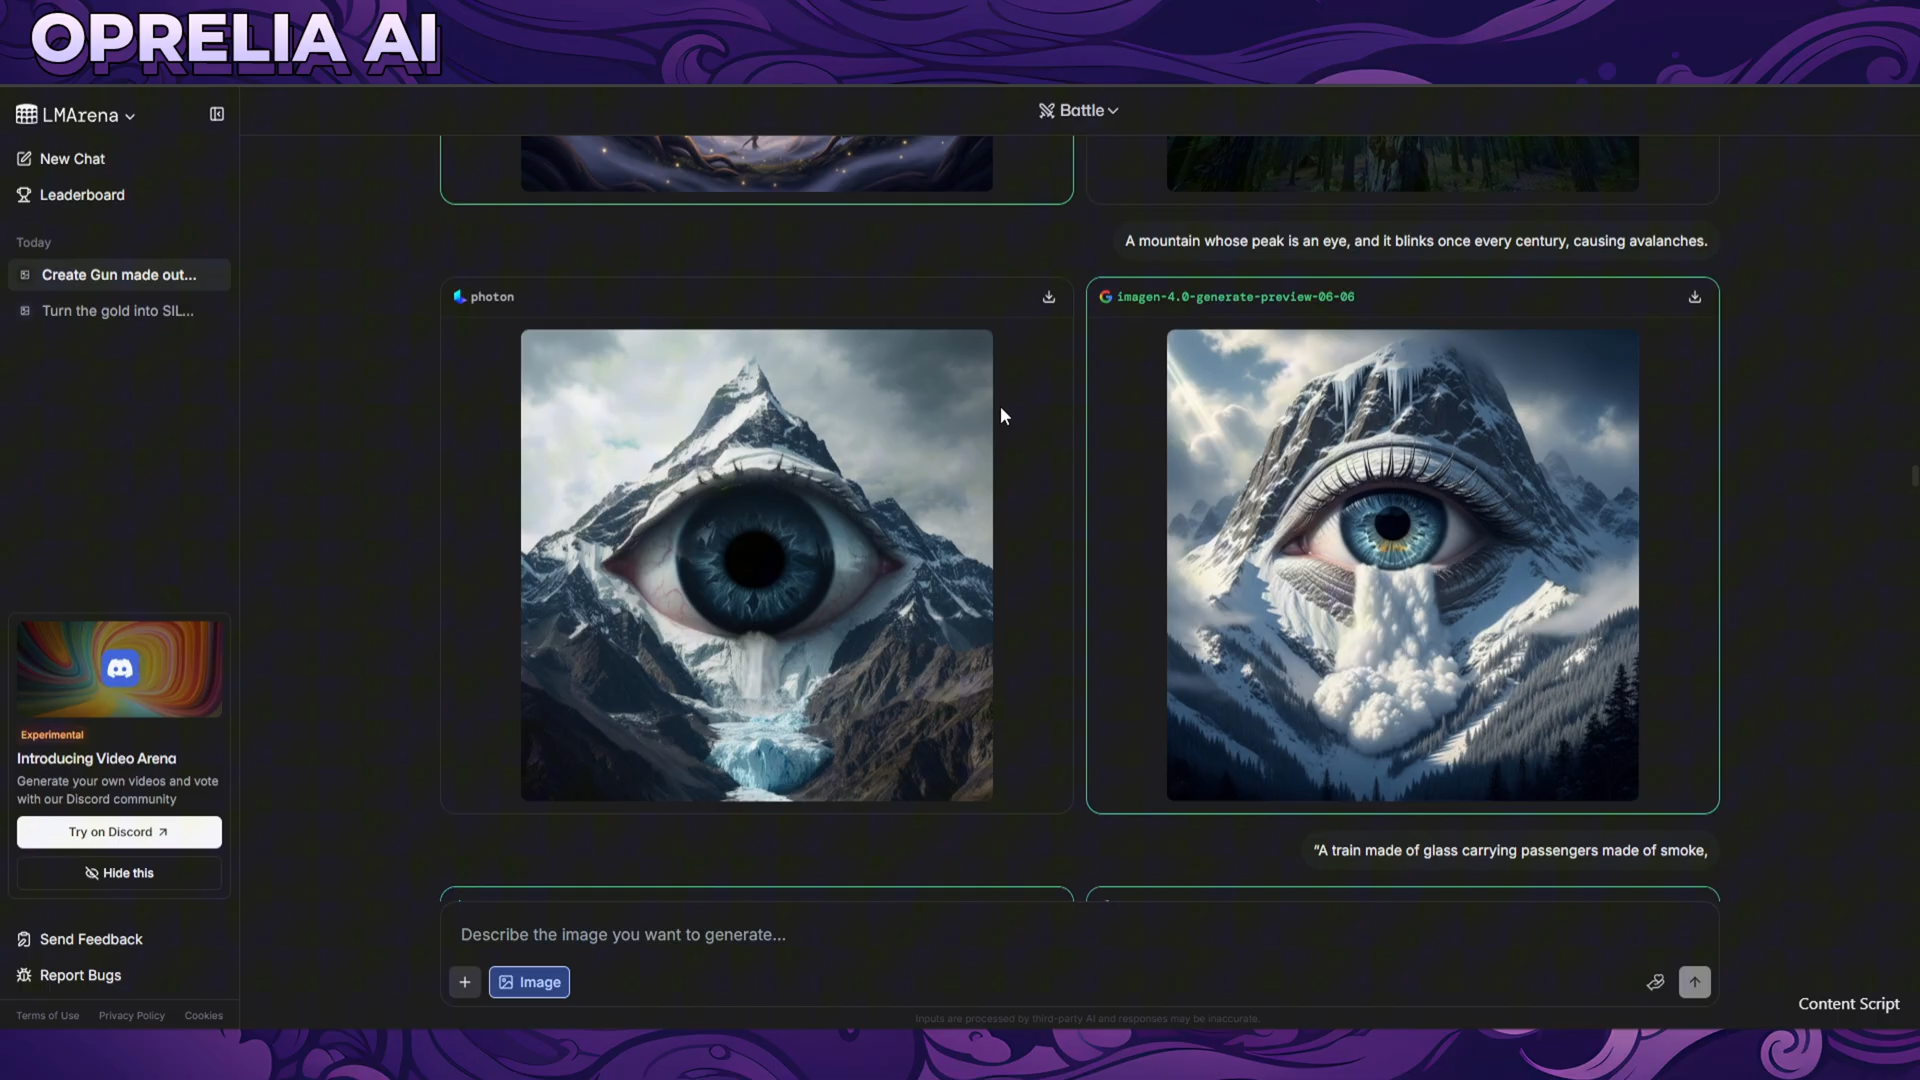 OPRELIA AI
LMArena
Battle
New Chat
Leaderboard
Today
Create Gun made out...
Turn the gold into SIL...
A mountain whose peak is an eye, and it blinks once every century, causing avalanches.
photon
imagen-4.0-generate-preview-06-06
"A train made of glass carrying passengers made of smoke,
Experimental
Introducing Video Arena
Generate your own videos and vote
with our Discord community
Try on Discord
Hide this
Send Feedback
Report Bugs
Terms of Use
Privacy Policy
Cookies
Describe the image you want to generate...
Image
Inputs are processed by third-party AI and responses may be inaccurate.
Content Script